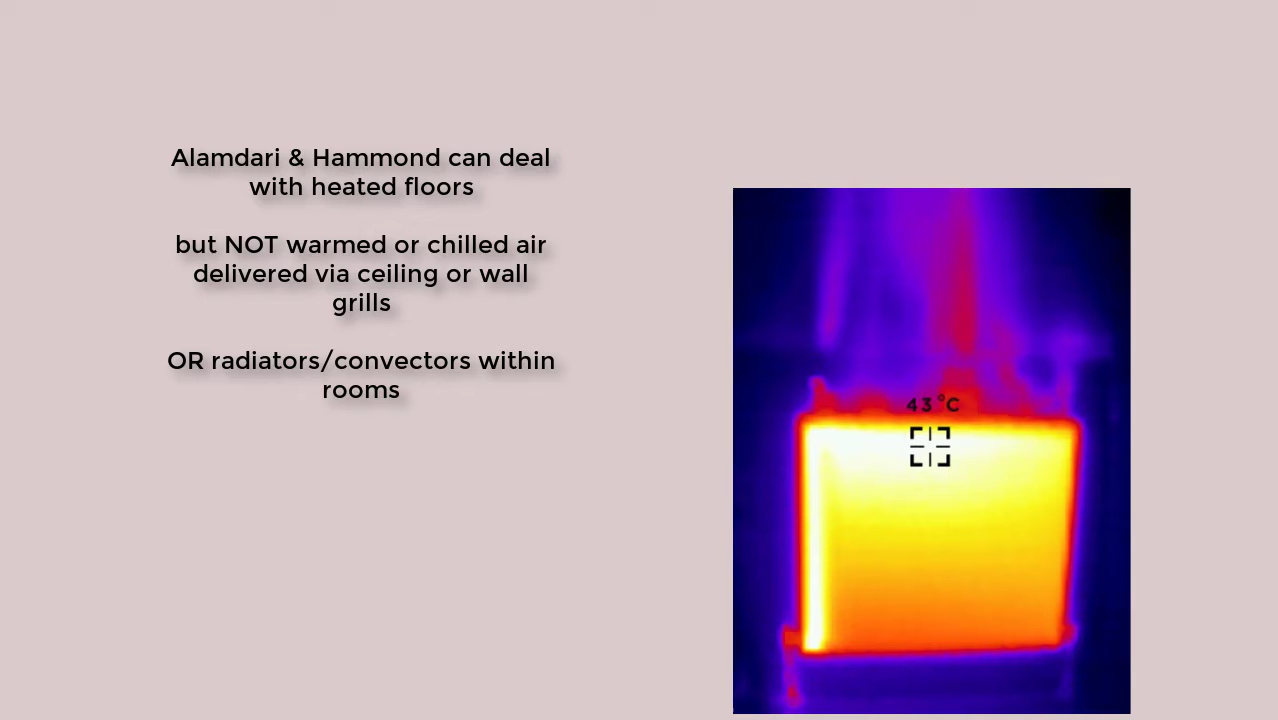 Alamdari & Hammond can deal
with heated floors
but NOT warmed or chilled air
delivered via ceiling or wall
grills
OR radiators/convectors within
rooms
43 °C